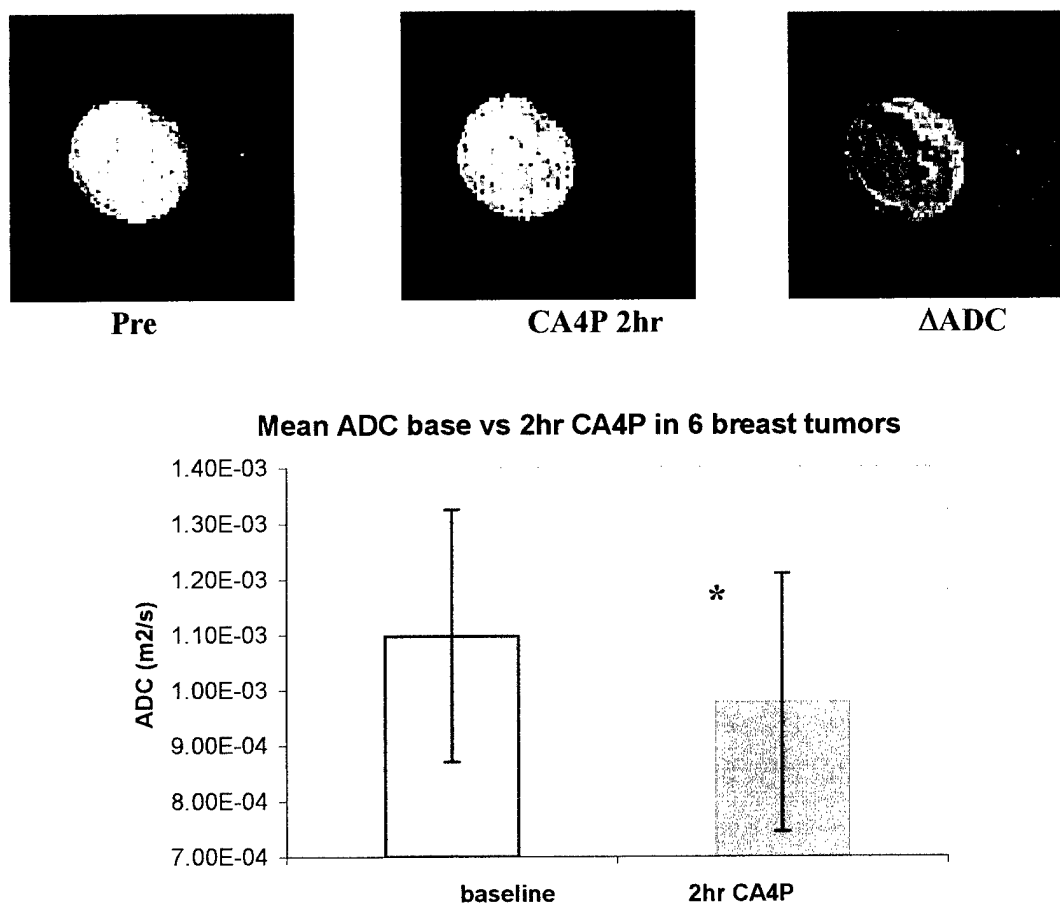 Pre CA4P 2hr ΔADC
Mean ADC base vs 2hr CA4P in 6 breast tumors
1.40E-03
1.30E-03
1.20E-03
1.10E-03
1.00E-03
9.00E-04
8.00E-04
7.00E-04
ADC (m2/s)
*
baseline 2hr CA4P